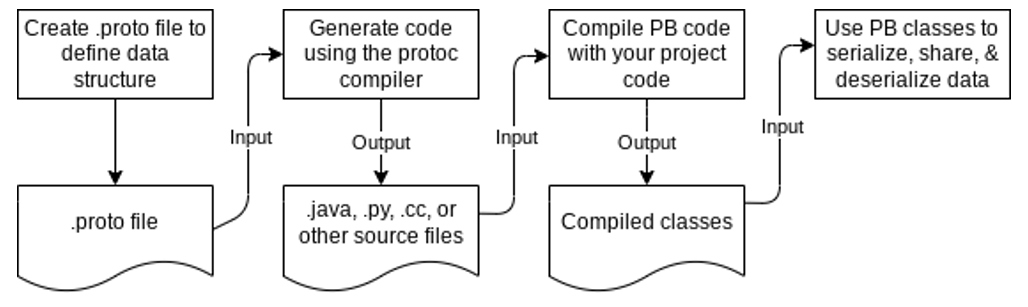 Create .proto file to
define data
structure
Generate code
using the protoc
compiler
Compile PB code
with your project
code
Use PB classes to
serialize, share, &
deserialize data
Input
Output
Input
Output
Input
.proto file
.java, .py, .cc, or
other source files
Compiled classes